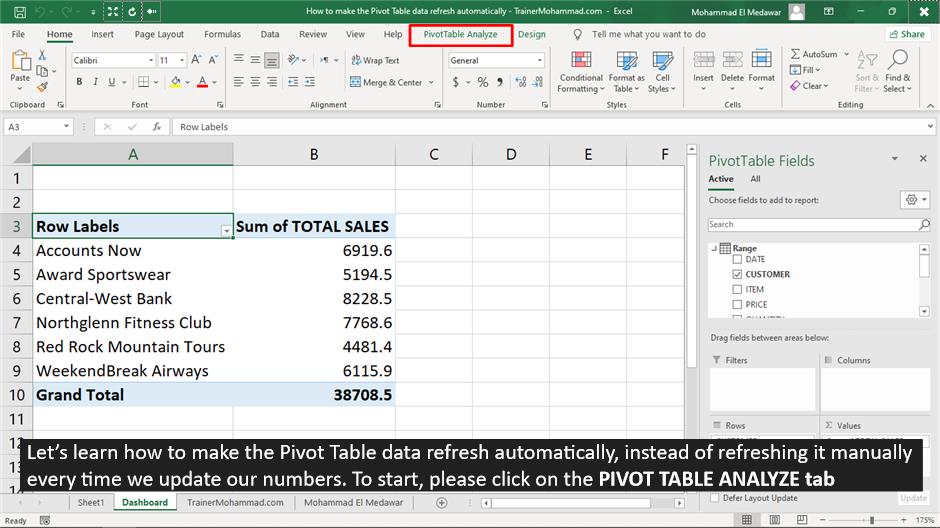 How to make the Pivot Table data refresh automatically - TrainerMohammad.com - Excel
Mohammad El Medawar
File Home Insert Page Layout Formulas Data Review View Help PivotTable Analyze Design Tell me what you want to do Share
Paste
Calibri 11
Wrap Text
Merge & Center
General
Conditional Formatting
Format as Table
Cell Styles
Insert Delete Format
AutoSum
Fill
Clear
Sort & Filter
Find & Select
Clipboard Font Alignment Number Styles Cells Editing
A3 fx Row Labels
A B C D E F
1
2
3 Row Labels Sum of TOTAL SALES
4 Accounts Now 6919.6
5 Award Sportswear 5194.5
6 Central-West Bank 8228.5
7 Northglenn Fitness Club 7768.6
8 Red Rock Mountain Tours 4481.4
9 WeekendBreak Airways 6115.9
10 Grand Total 38708.5
11
PivotTable Fields
Active All
Choose fields to add to report:
Search
Range
DATE
CUSTOMER
ITEM
PRICE
Drag fields between areas below:
Filters Columns
Rows Values
Let's learn how to make the Pivot Table data refresh automatically, instead of refreshing it manually
every time we update our numbers. To start, please click on the PIVOT TABLE ANALYZE tab
Sheet1 Dashboard TrainerMohammad.com Mohammad El Medawar
Defer Layout Update Update
Ready 175%